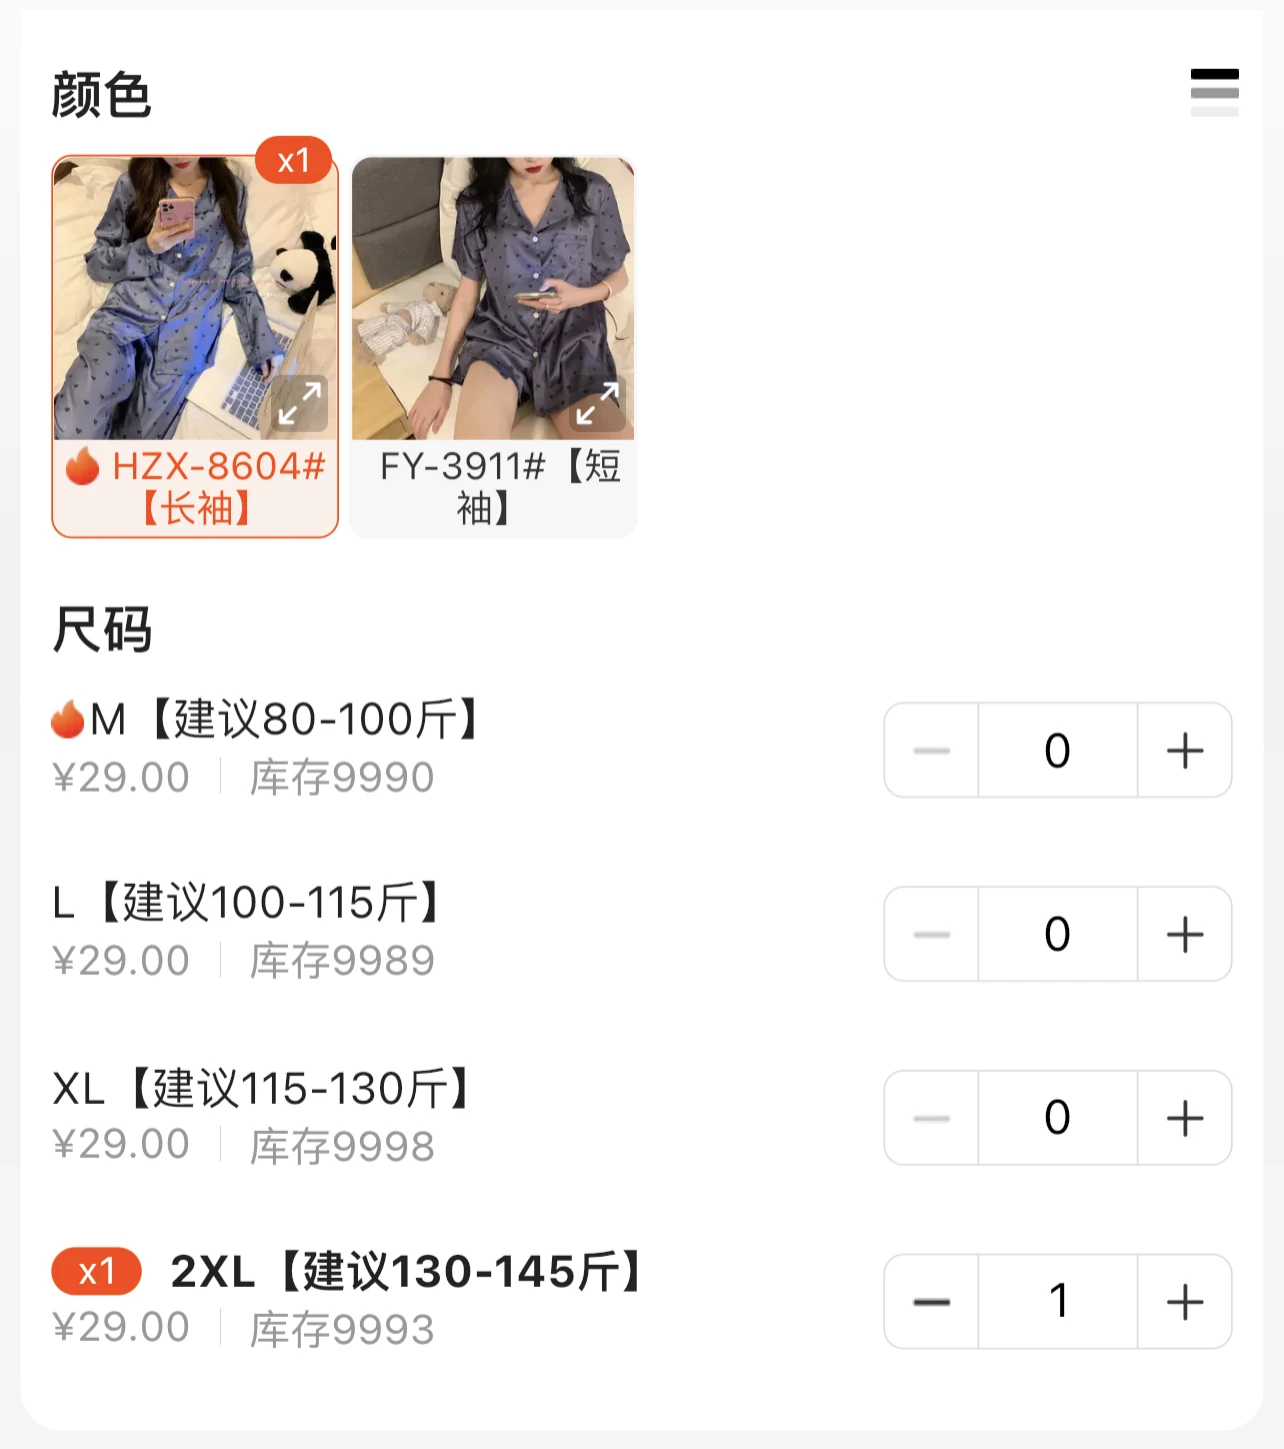 颜色
x1
HZX-8604#
【长袖】
FY-3911#【短
袖】
尺码
M【建议80-100斤】
¥29.00 库存9990
0
L【建议100-115斤】
¥29.00 库存9989
0
XL【建议115-130斤】
¥29.00 库存9998
0
x1 2XL【建议130-145斤】
¥29.00 库存9993
1